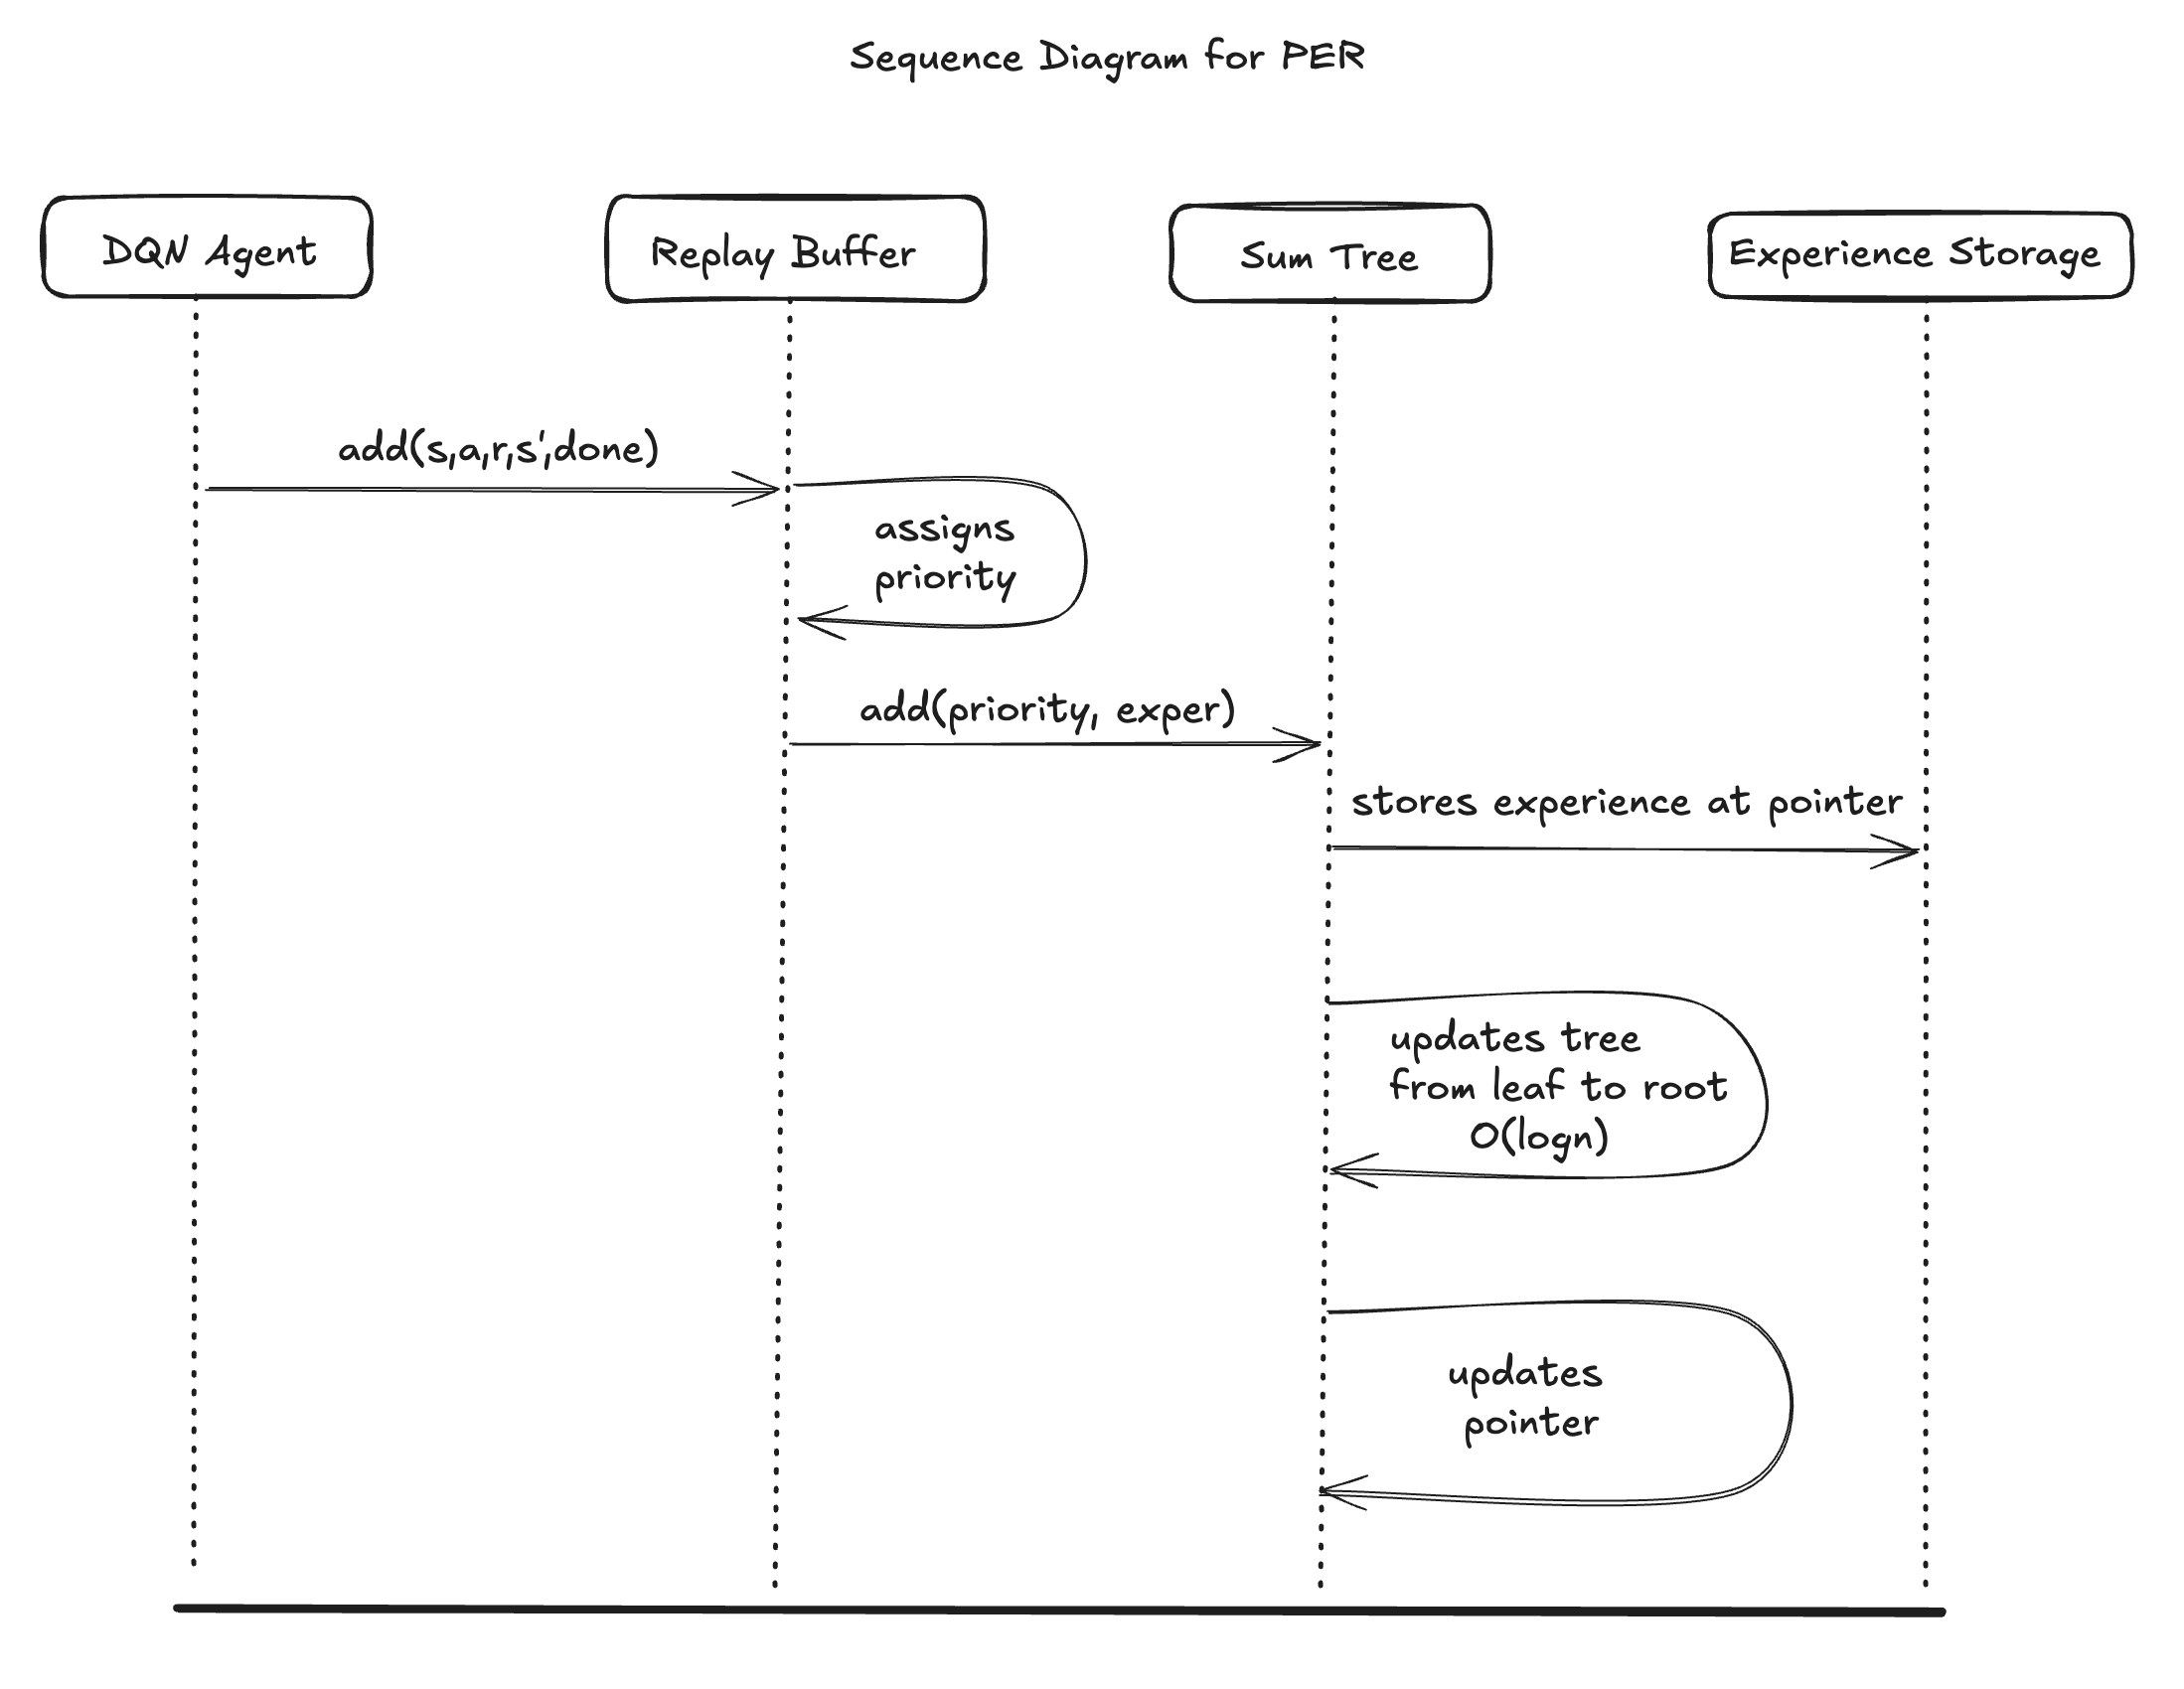 Sequence Diagram for PER
DQN Agent
Replay Buffer
Sum Tree
Experience Storage
add(s,a,r,s',done)
assigns
priority
add(priority, exper)
stores experience at pointer
updates tree
from leaf to root
O(logn)
updates
pointer